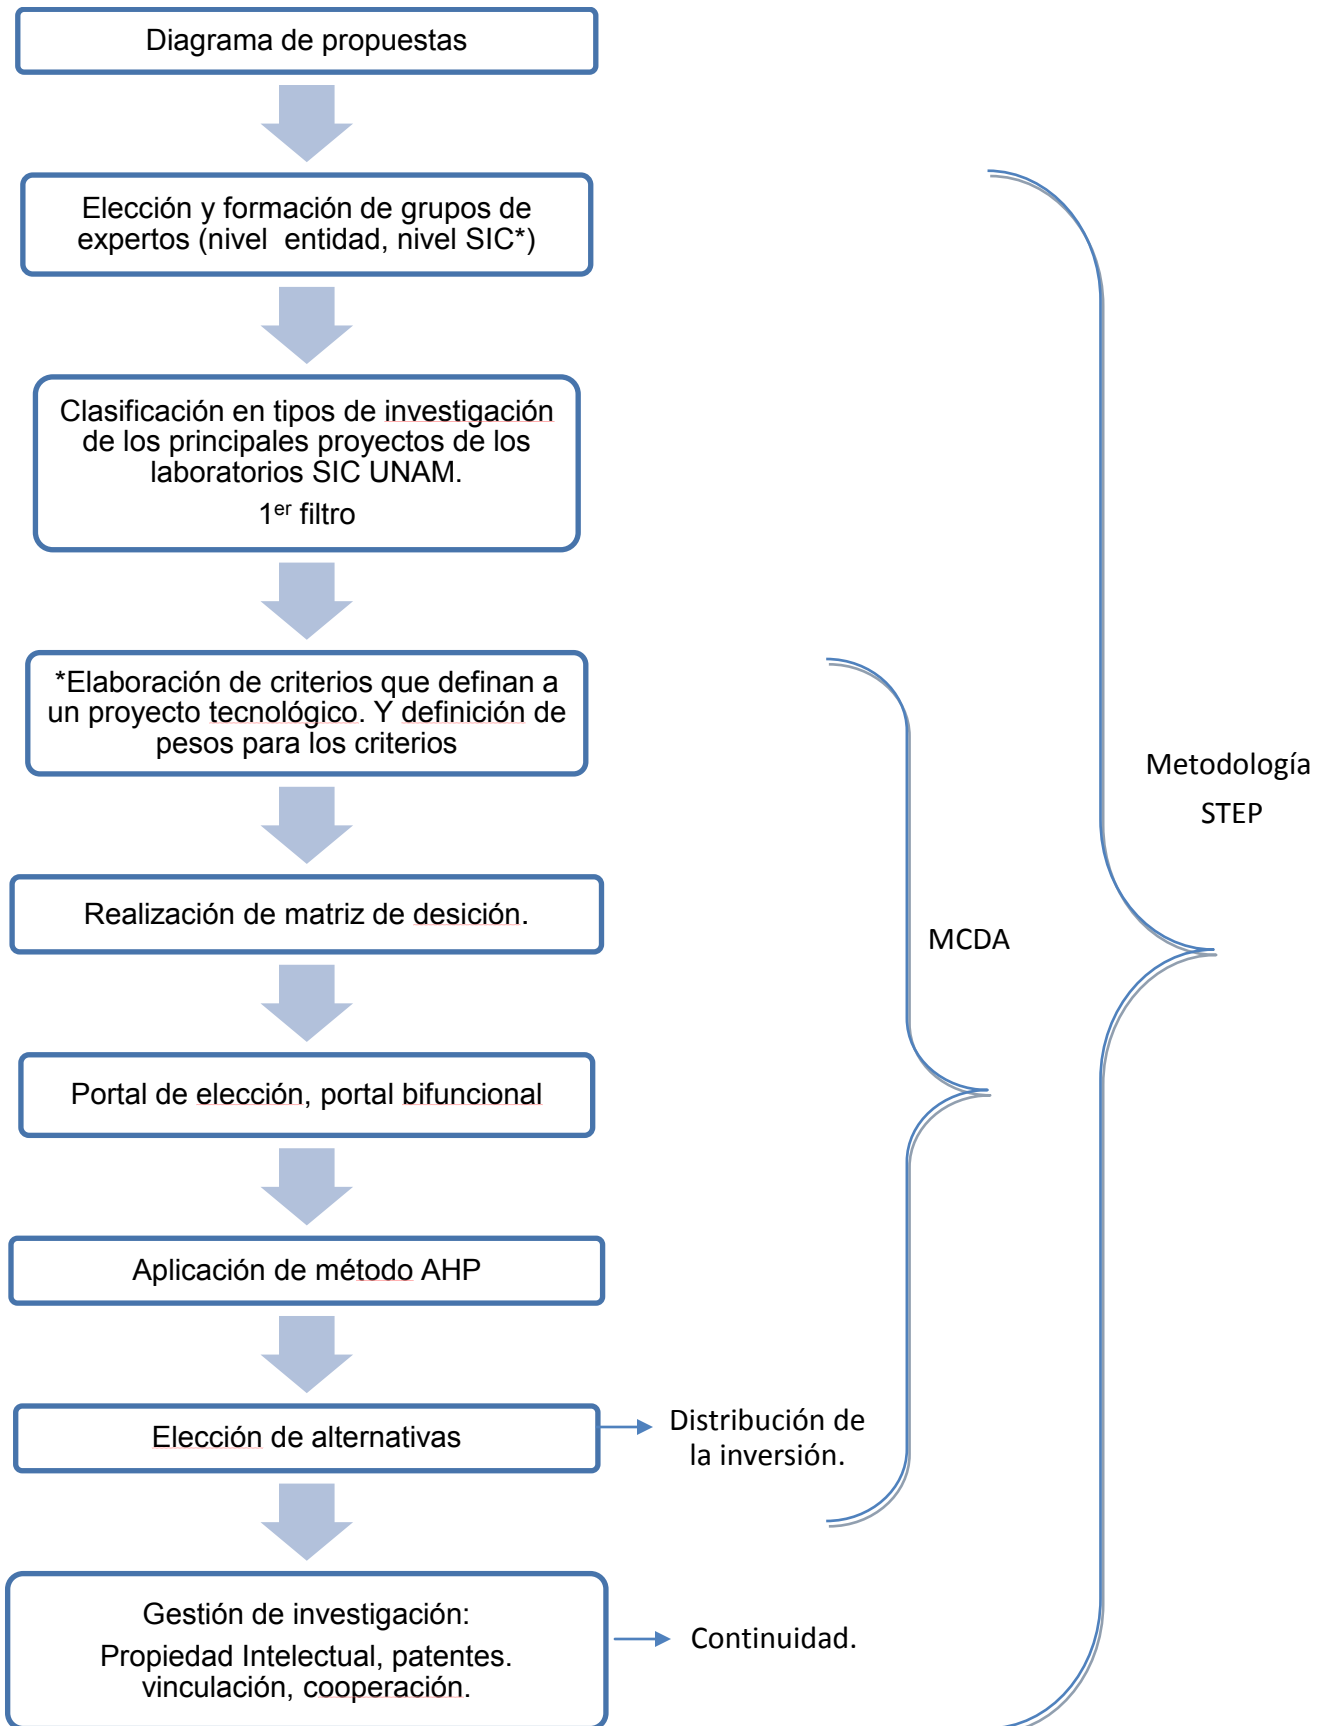 Diagrama de propuestas
Elección y formación de grupos de
expertos (nivel  entidad, nivel SIC*)
Clasificación en tipos de investigación
de los principales proyectos de los
laboratorios SIC UNAM.
1er filtro
*Elaboración de criterios que definan a
un proyecto tecnológico. Y definición de
pesos para los criterios
Metodología
STEP
Realización de matriz de desición.
MCDA
Portal de elección, portal bifuncional
Aplicación de método AHP
Elección de alternativas
Distribución de
la inversión.
Gestión de investigación:
Propiedad Intelectual, patentes.
vinculación, cooperación.
Continuidad.